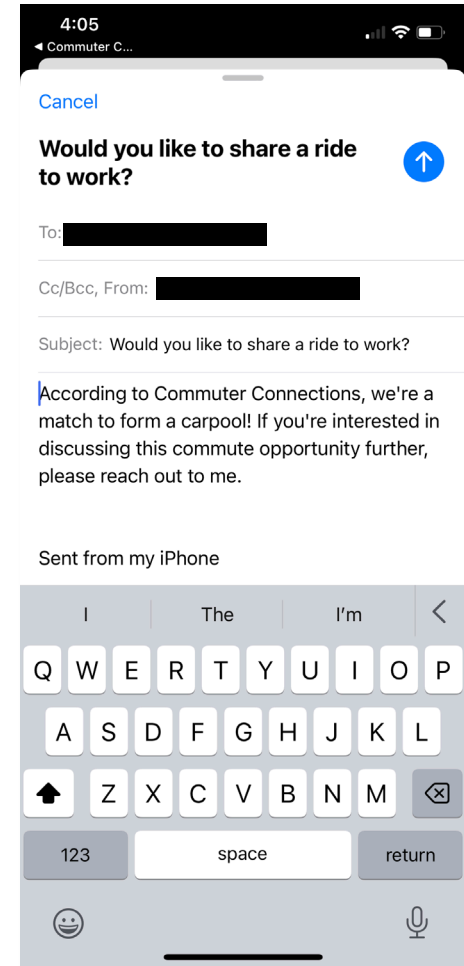 4:05
◀ Commuter C...
Cancel
Would you like to share a ride
to work?
To:
Cc/Bcc, From:
Subject: Would you like to share a ride to work?
According to Commuter Connections, we're a
match to form a carpool! If you're interested in
discussing this commute opportunity further,
please reach out to me.
Sent from my iPhone
I The I'm
Q W E R T Y U I O P
A S D F G H J K L
Z X C V B N M
123 space return